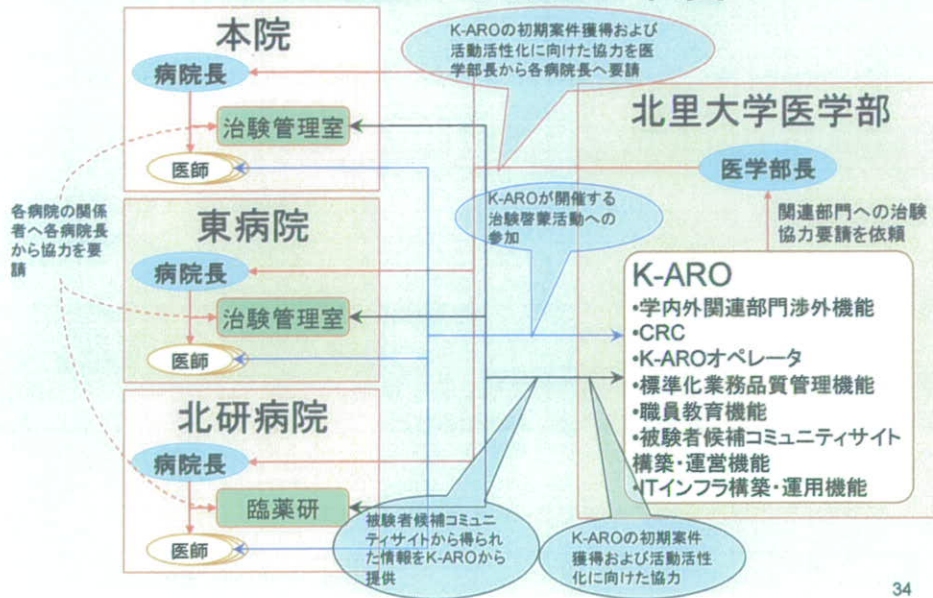 本院
病院長
治験管理室
医師
東病院
病院長
治験管理室
医師
北研病院
病院長
臨薬研
医師
各病院の関係
者へ各病院長
から協力を要
請
K-AROの初期案件獲得および
活動活性化に向けた協力を医
学部長から各病院長へ要請
K-AROが開催する
治験啓蒙活動への
参加
被験者候補コミュニ
ティサイトから得られ
た情報をK-AROから
提供
K-AROの初期案件
獲得および活動活性
化に向けた協力
北里大学医学部
医学部長
関連部門への治験
協力要請を依頼
K-ARO
•学内外関連部門渉外機能
•CRC
•K-AROオペレータ
•標準化業務品質管理機能
•職員教育機能
•被験者候補コミュニティサイト
構築・運営機能
•ITインフラ構築・運用機能
34